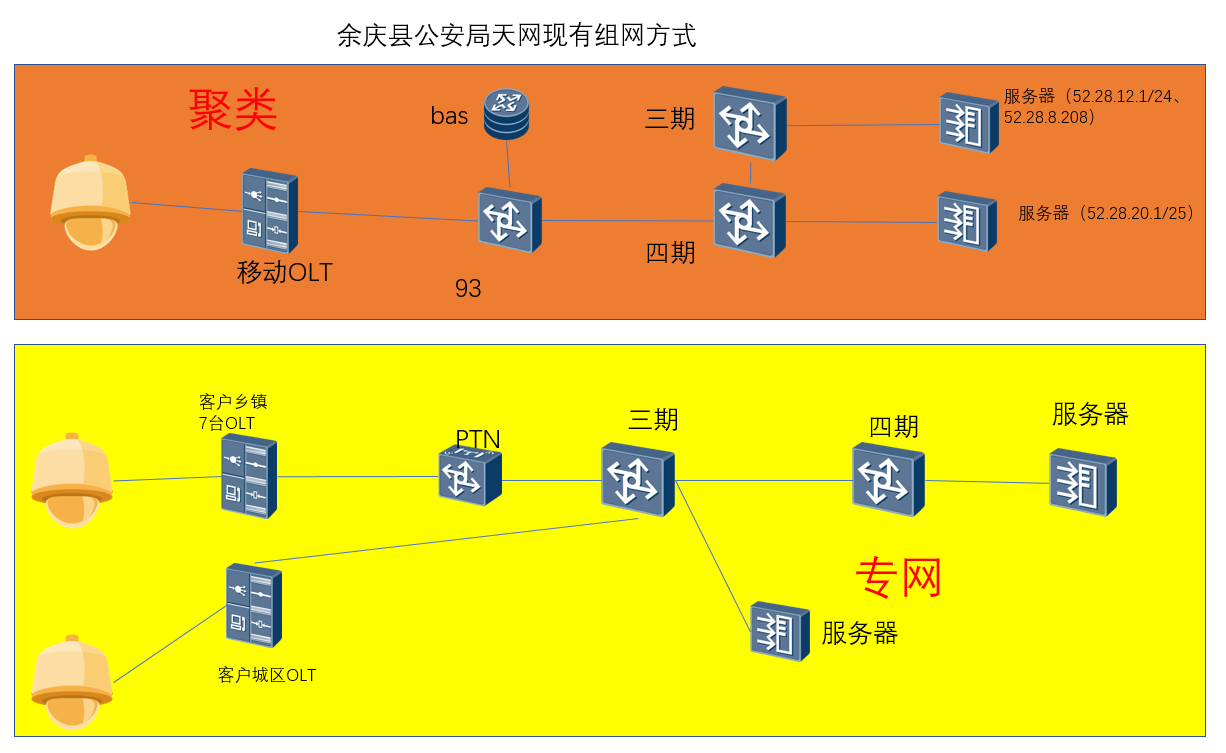 余庆县公安局天网现有组网方式
聚类
bas
三期
服务器（52.28.12.1/24、
52.28.8.208）
移动OLT
93
四期
服务器（52.28.20.1/25）
客户乡镇
7台OLT
PTN
三期
四期
服务器
专网
服务器
客户城区OLT